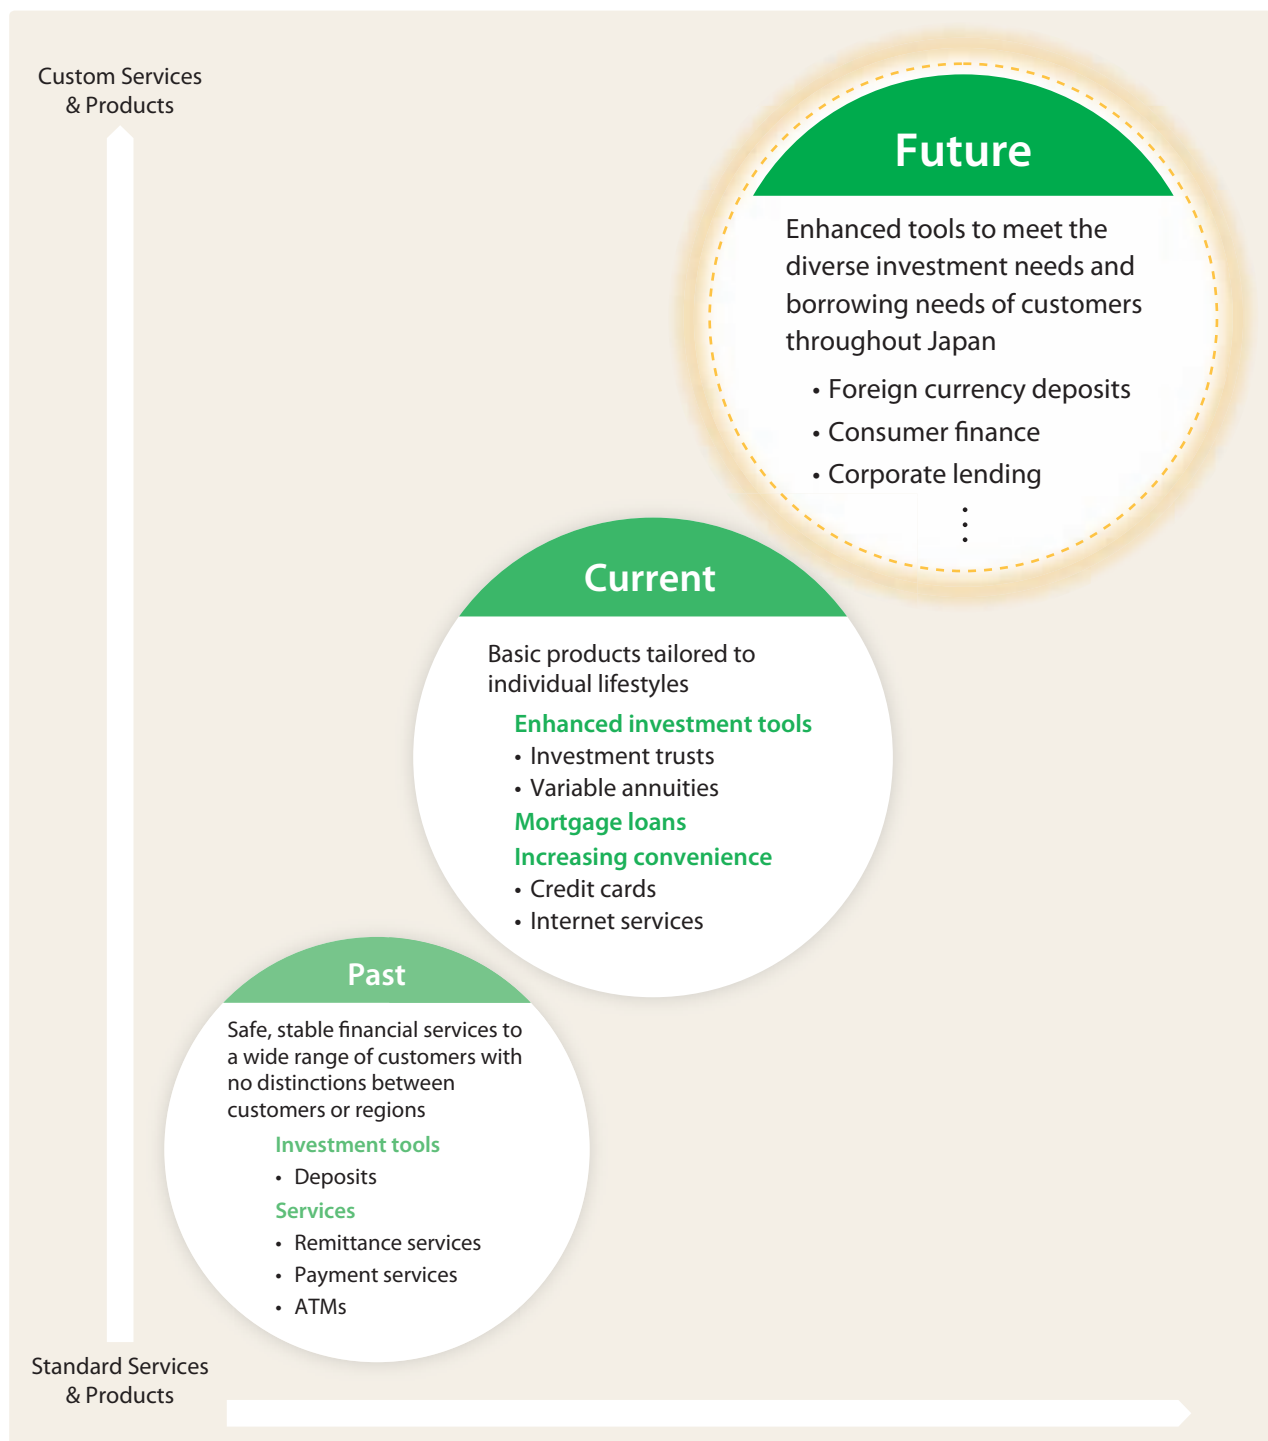 Custom Services
& Products
Future
Enhanced tools to meet the
diverse investment needs and
borrowing needs of customers
throughout Japan
• Foreign currency deposits
• Consumer finance
• Corporate lending
⋮
Current
Basic products tailored to
individual lifestyles
Enhanced investment tools
• Investment trusts
• Variable annuities
Mortgage loans
Increasing convenience
• Credit cards
• Internet services
Past
Safe, stable financial services to
a wide range of customers with
no distinctions between
customers or regions
Investment tools
• Deposits
Services
• Remittance services
• Payment services
• ATMs
Standard Services
& Products